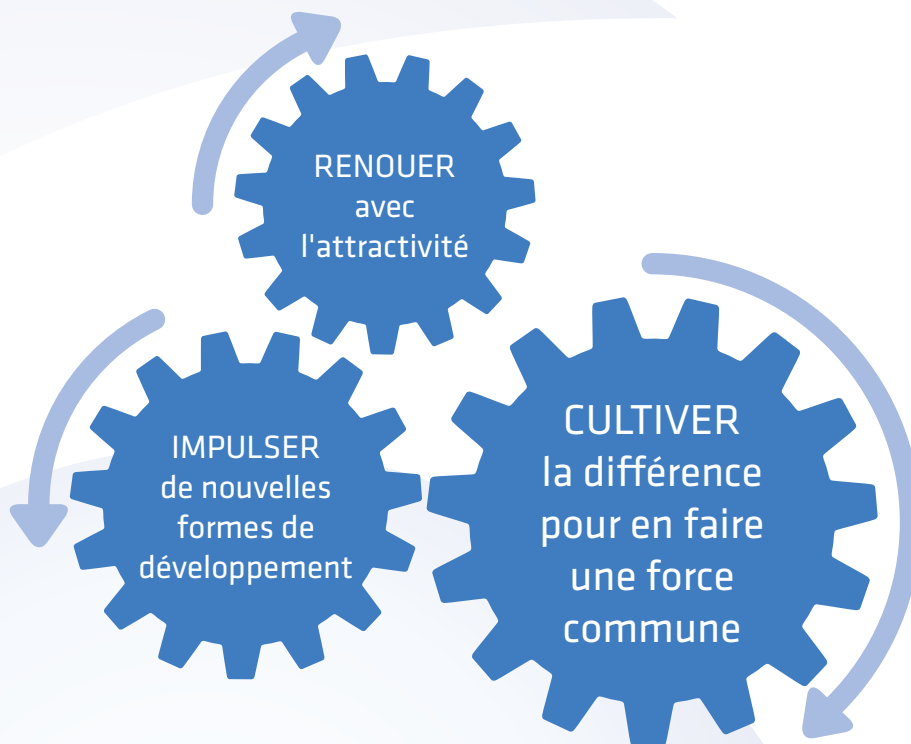 RENOUER
avec
l'attractivité
IMPULSER
de nouvelles
formes de
développement
CULTIVER
la différence
pour en faire
une force
commune